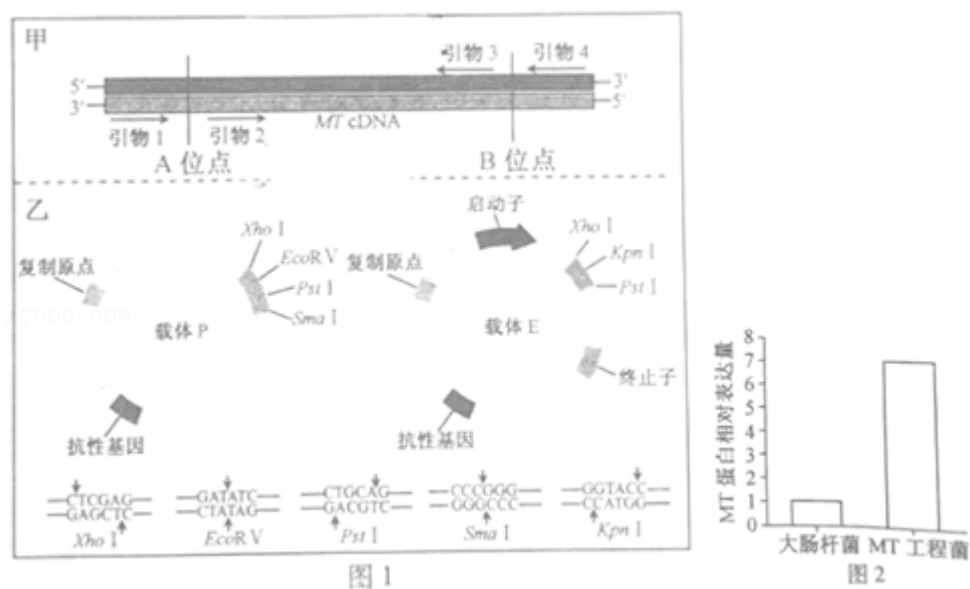 甲
引物 3 引物 4
5′ 3′
3′ 5′
引物 1 引物 2 MT cDNA
A 位点 B 位点
乙
启动子
Xho I Xho I
复制原点 EcoR V 复制原点 Kpn I
Pst I Pst I
Sma I
载体 P 载体 E
终止子
抗性基因 抗性基因
CTCGAG GATATC CTGCAG CCCGGG GGTACC
GAGCTC CTATAG GACGTC GGGCCC CCATGG
Xho I EcoR V Pst I Sma I Kpn I
图 1
MT 蛋白相对表达量
8
7
6
5
4
3
2
1
0
大肠杆菌 MT 工程菌
图 2